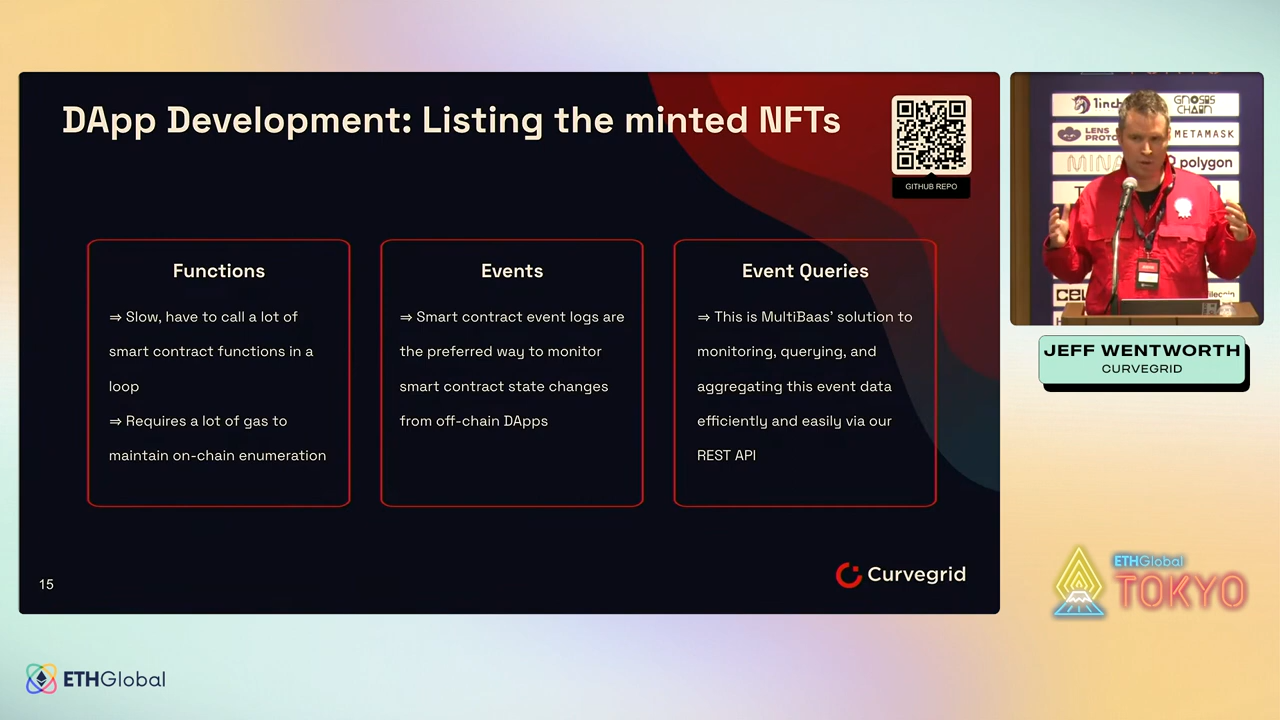 DApp Development: Listing the minted NFTs
GITHUB REPO
Functions
⇒ Slow, have to call a lot of
smart contract functions in a
loop
⇒ Requires a lot of gas to
maintain on-chain enumeration
Events
⇒ Smart contract event logs are
the preferred way to monitor
smart contract state changes
from off-chain DApps
Event Queries
⇒ This is MultiBaas’ solution to
monitoring, querying, and
aggregating this event data
efficiently and easily via our
REST API
15
Curvegrid
GNOSIS
CHAIN
LENS
METAMASK
MINA
polygon
JEFF WENTWORTH
CURVEGRID
ETHGlobal
TOKYO
ETHGlobal